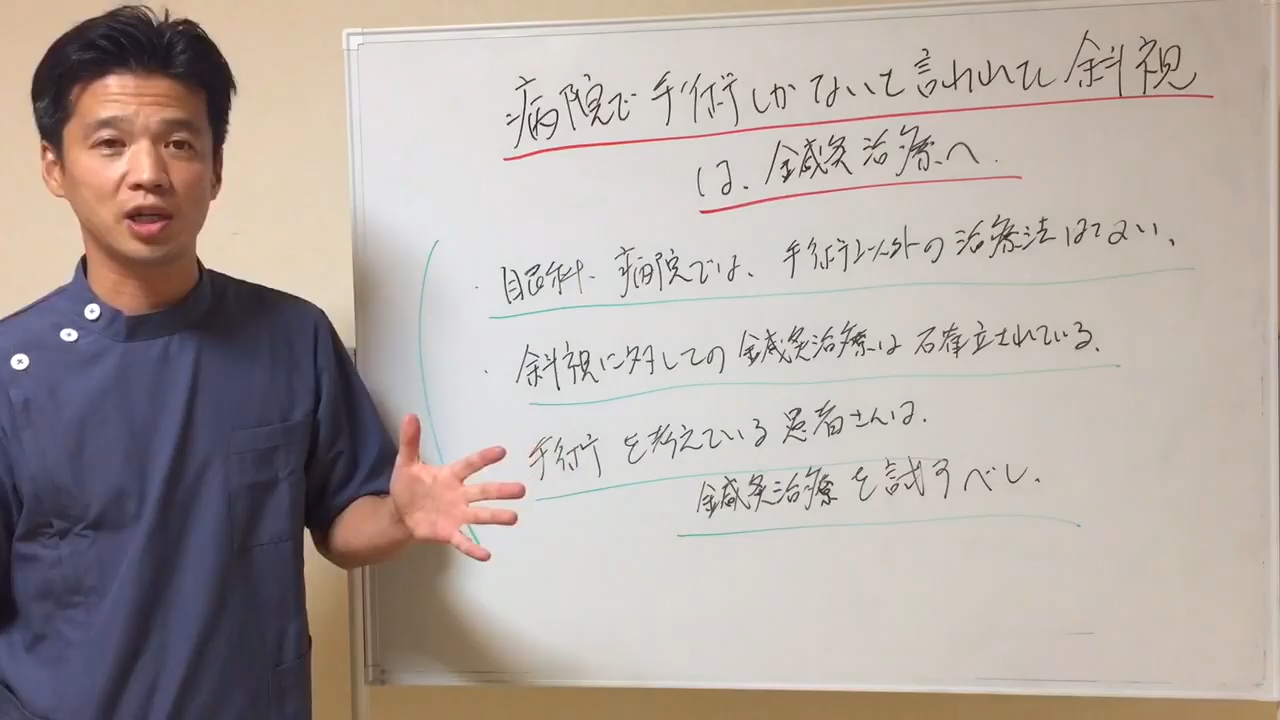 病院で手術しかないと言われた斜視
は、鍼灸治療へ.
・眼科、病院では、手術以外の治療法はない。
・斜視に対しての鍼灸治療は確立されている。
手術を考えている患者さんは.
鍼灸治療を試すべし.